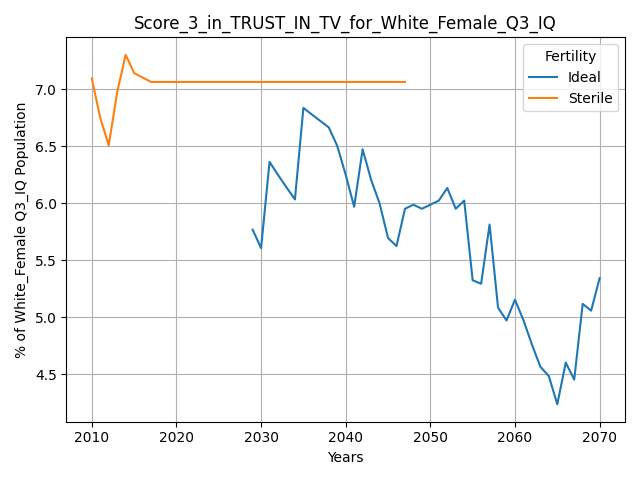 Score_3_in_TRUST_IN_TV_for_White_Female_Q3_IQ
Fertility
Ideal
Sterile
% of White_Female Q3_IQ Population
7.0
6.5
6.0
5.5
5.0
4.5
2010 2020 2030 2040 2050 2060 2070
Years